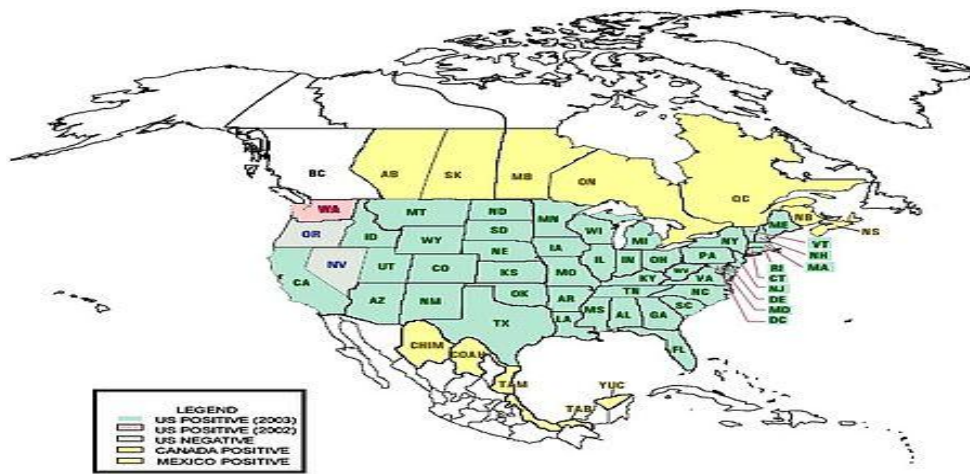 BC
AB
SK
MB
ON
QC
NB
NS
WA
MT
ND
MN
OR
ID
WY
SD
WI
MI
NY
ME
VT
NH
MA
NV
CA
UT
CO
NE
IA
IL
IN
OH
PA
RI
CT
NJ
DE
MD
DC
KS
MO
KY
WV
VA
AZ
NM
OK
AR
TN
NC
TX
LA
MS
AL
GA
SC
FL
CHIM
COAH
TAM
YUC
TAB
LEGEND
US POSITIVE (2003)
US POSITIVE (2002)
US NEGATIVE
CANADA POSITIVE
MEXICO POSITIVE